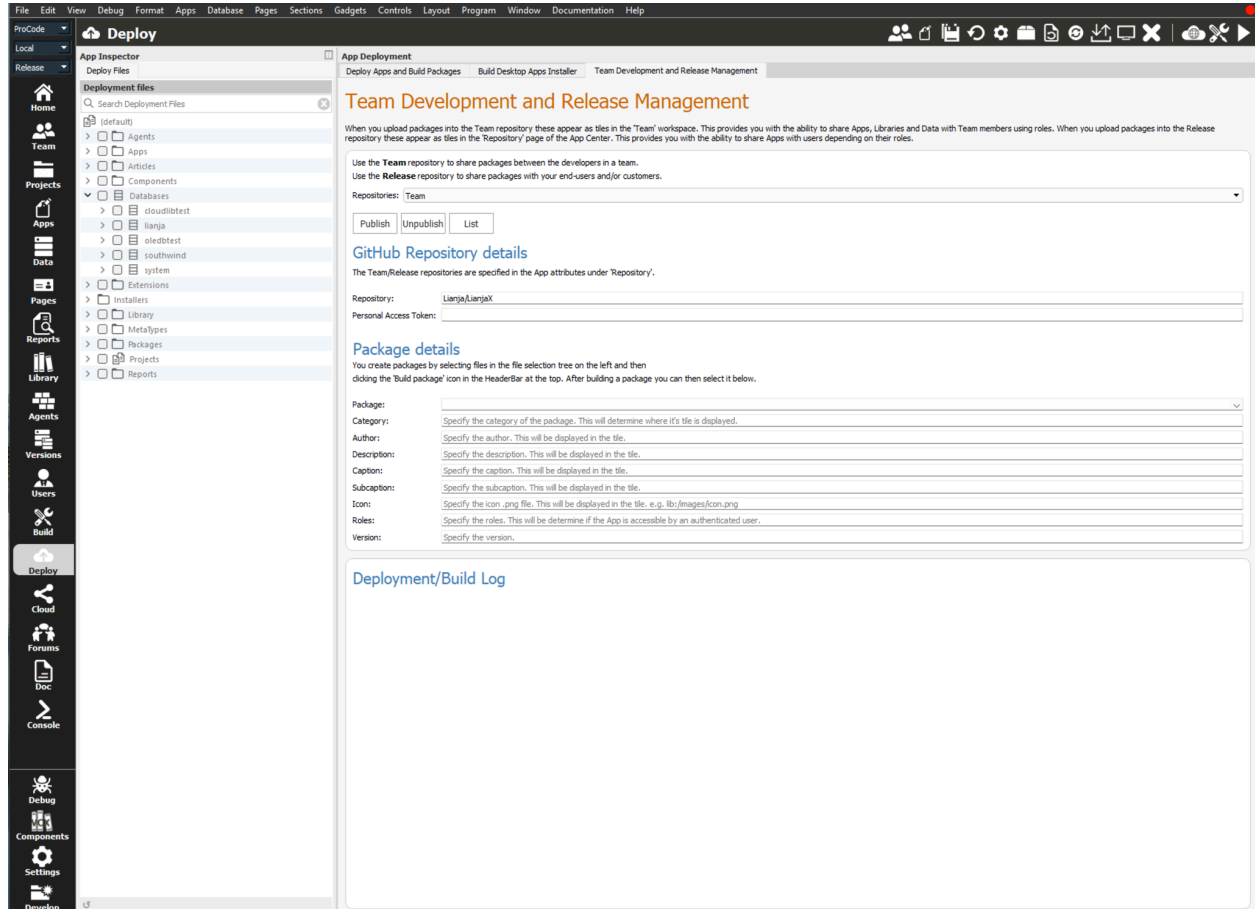 File Edit View Debug Format Apps Database Pages Sections Gadgets Controls Layout Program Window Documentation Help
ProCode
Local
Release
Deploy
Home
Team
Projects
Apps
Data
Pages
Reports
Library
Agents
Versions
Users
Build
Deploy
Cloud
Forums
Doc
Console
Debug
Components
Settings
Develop
App Inspector
Deploy Files
Deployment files
Search Deployment Files
(default)
Agents
Apps
Articles
Components
Databases
cloudlibtest
lianja
oledbtest
southwind
system
Extensions
Installers
Library
MetaTypes
Packages
Projects
Reports
App Deployment
Deploy Apps and Build Packages Build Desktop Apps Installer Team Development and Release Management
Team Development and Release Management
When you upload packages into the Team repository these appear as tiles in the 'Team' workspace. This provides you with the ability to share Apps, Libraries and Data with Team members using roles. When you upload packages into the Release
repository these appear as tiles in the 'Repository' page of the App Center. This provides you with the ability to share Apps with users depending on their roles.
Use the Team repository to share packages between the developers in a team.
Use the Release repository to share packages with your end-users and/or customers.
Repositories: Team
Publish Unpublish List
GitHub Repository details
The Team/Release repositories are specified in the App attributes under 'Repository'.
Repository: Lianja/LianjaX
Personal Access Token:
Package details
You create packages by selecting files in the file selection tree on the left and then
clicking the 'Build package' icon in the HeaderBar at the top. After building a package you can then select it below.
Package:
Category: Specify the category of the package. This will determine where it's tile is displayed.
Author: Specify the author. This will be displayed in the tile.
Description: Specify the description. This will be displayed in the tile.
Caption: Specify the caption. This will be displayed in the tile.
Subcaption: Specify the subcaption. This will be displayed in the tile.
Icon: Specify the icon .png file. This will be displayed in the tile. e.g. lib:/images/icon.png
Roles: Specify the roles. This will be determine if the App is accessible by an authenticated user.
Version: Specify the version.
Deployment/Build Log